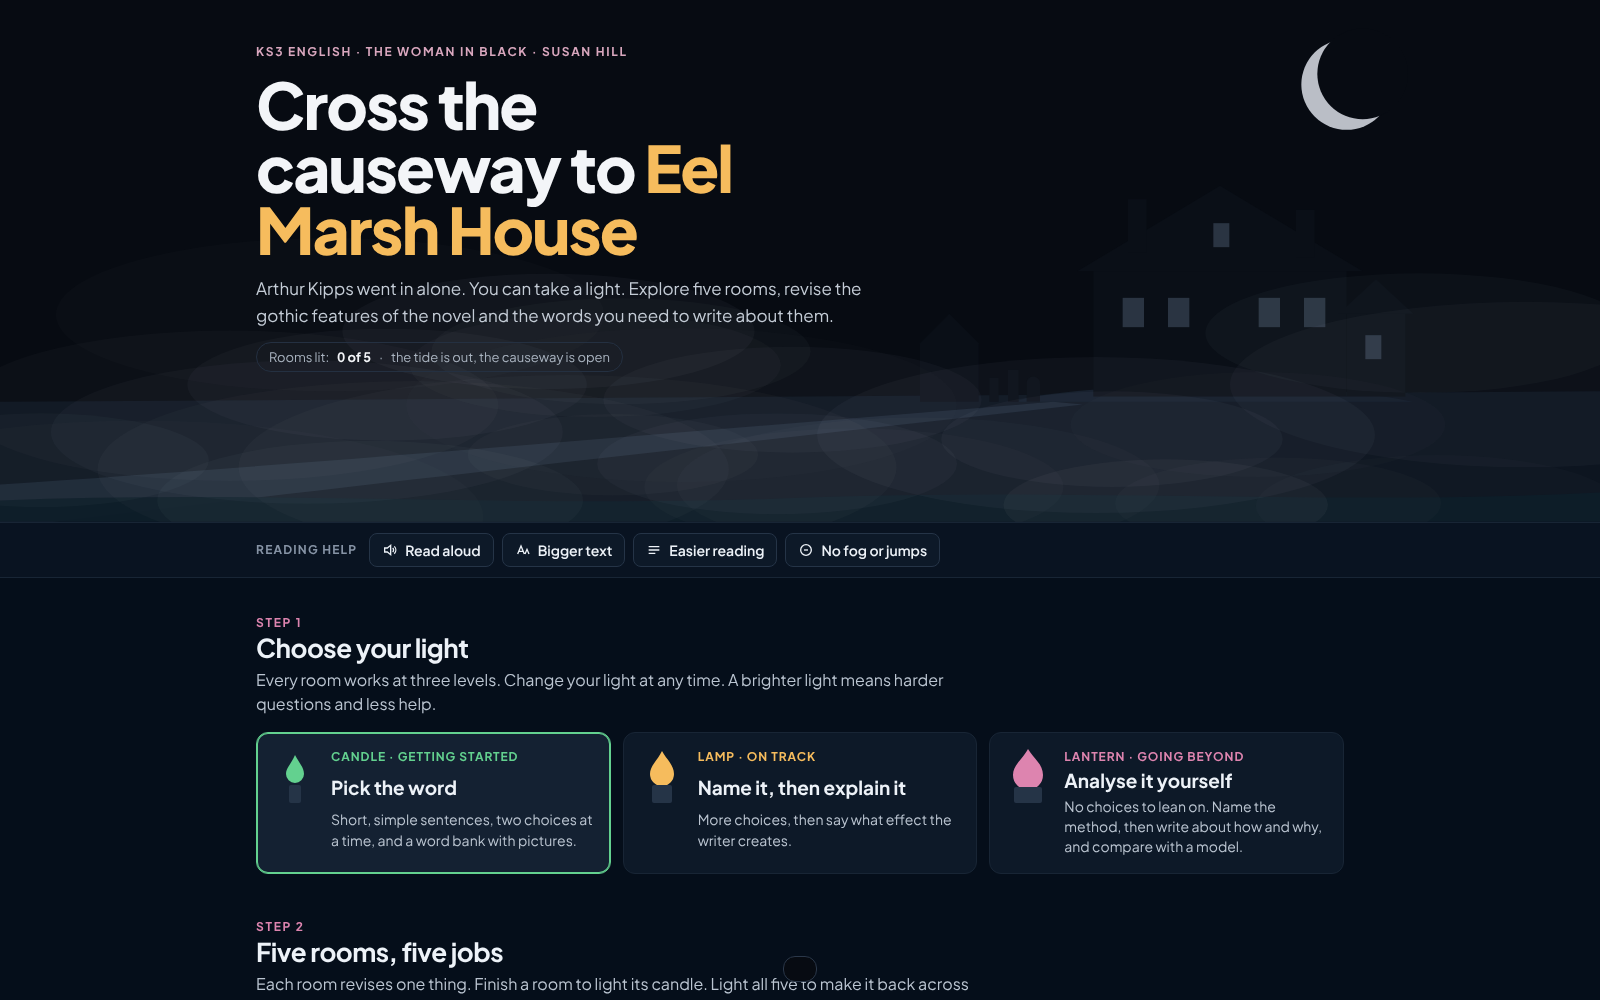 KS3 ENGLISH · THE WOMAN IN BLACK · SUSAN HILL
Cross the
causeway to Eel
Marsh House
Arthur Kipps went in alone. You can take a light. Explore five rooms, revise the
gothic features of the novel and the words you need to write about them.
Rooms lit: 0 of 5 · the tide is out, the causeway is open
READING HELP
Read aloud
Bigger text
Easier reading
No fog or jumps
STEP 1
Choose your light
Every room works at three levels. Change your light at any time. A brighter light means harder
questions and less help.
CANDLE · GETTING STARTED
Pick the word
Short, simple sentences, two choices at
a time, and a word bank with pictures.
LAMP · ON TRACK
Name it, then explain it
More choices, then say what effect the
writer creates.
LANTERN · GOING BEYOND
Analyse it yourself
No choices to lean on. Name the
method, then write about how and why,
and compare with a model.
STEP 2
Five rooms, five jobs
Each room revises one thing. Finish a room to light its candle. Light all five to make it back across